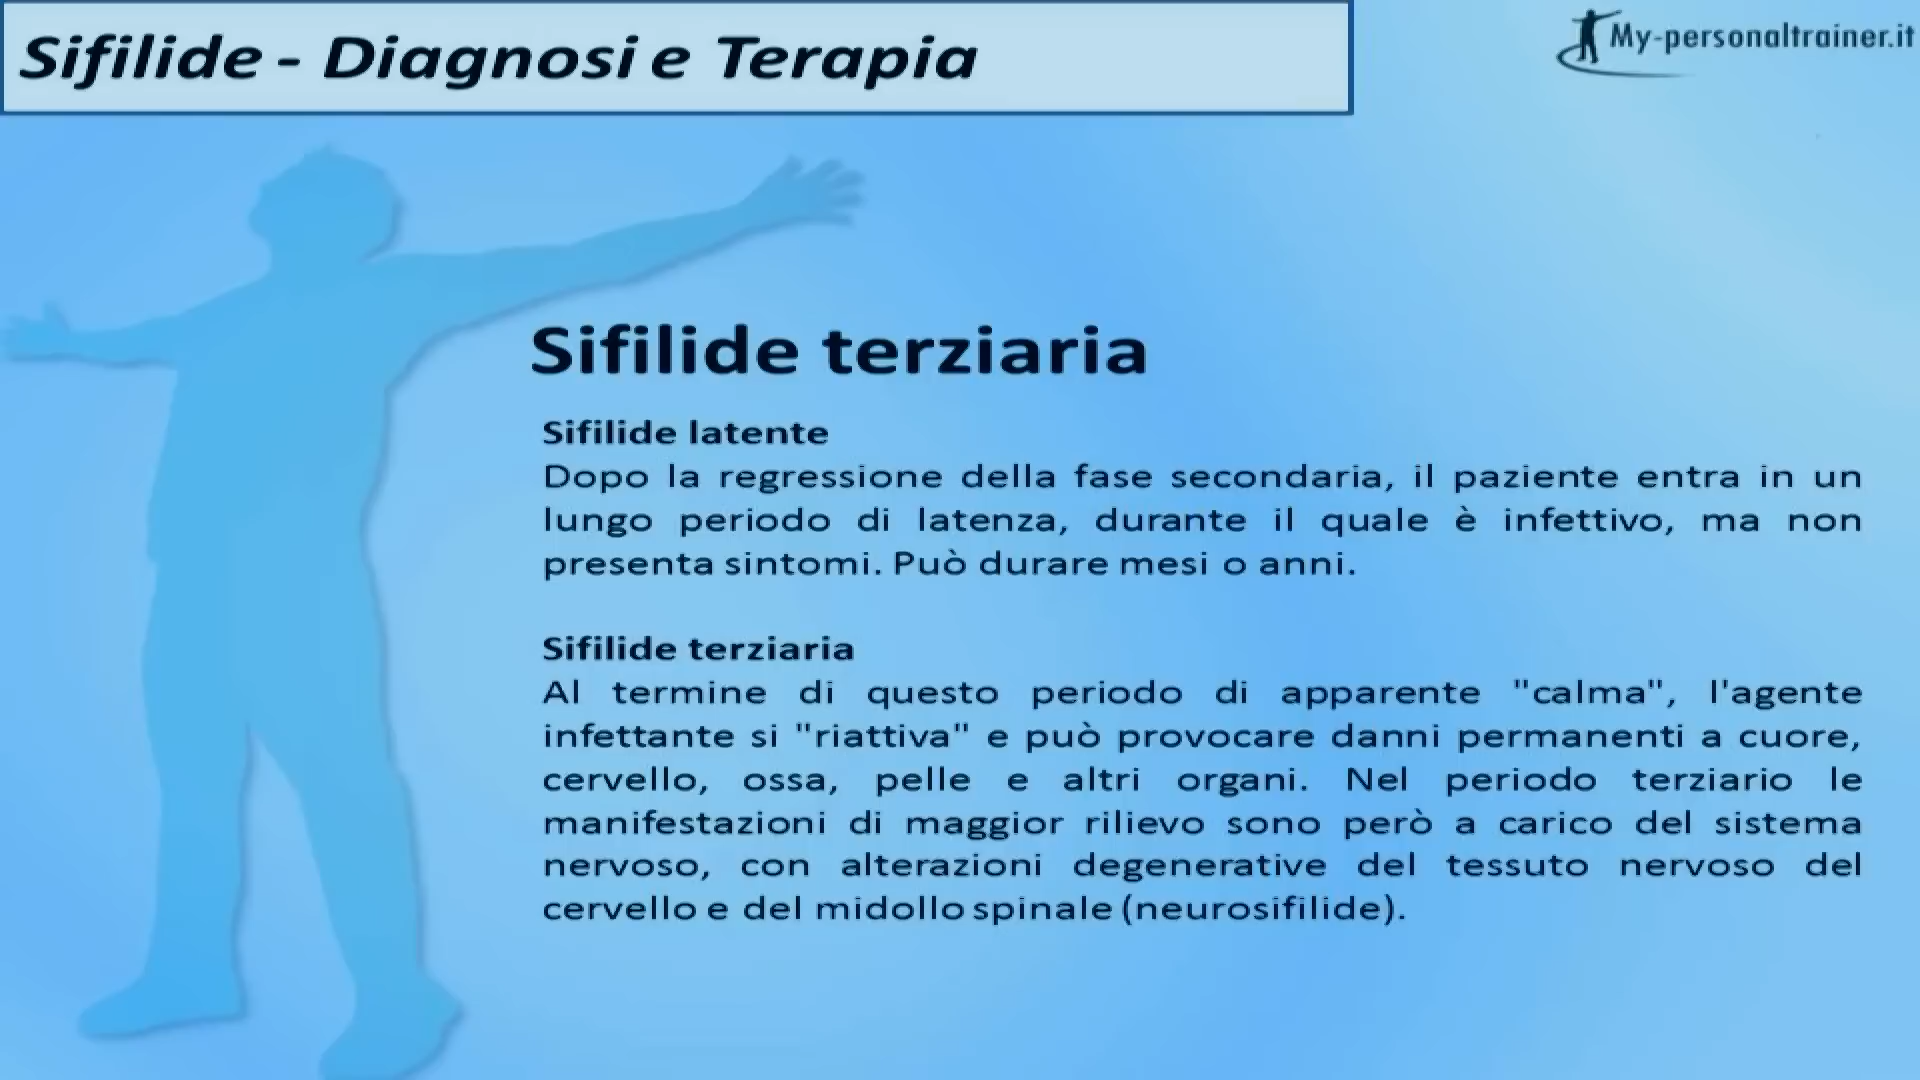 Sifilide - Diagnosi e Terapia
My-personaltrainer.it
Sifilide terziaria
Sifilide latente
Dopo la regressione della fase secondaria, il paziente entra in un
lungo periodo di latenza, durante il quale è infettivo, ma non
presenta sintomi. Può durare mesi o anni.
Sifilide terziaria
Al termine di questo periodo di apparente "calma", l'agente
infettante si "riattiva" e può provocare danni permanenti a cuore,
cervello, ossa, pelle e altri organi. Nel periodo terziario le
manifestazioni di maggior rilievo sono però a carico del sistema
nervoso, con alterazioni degenerative del tessuto nervoso del
cervello e del midollo spinale (neurosifilide).